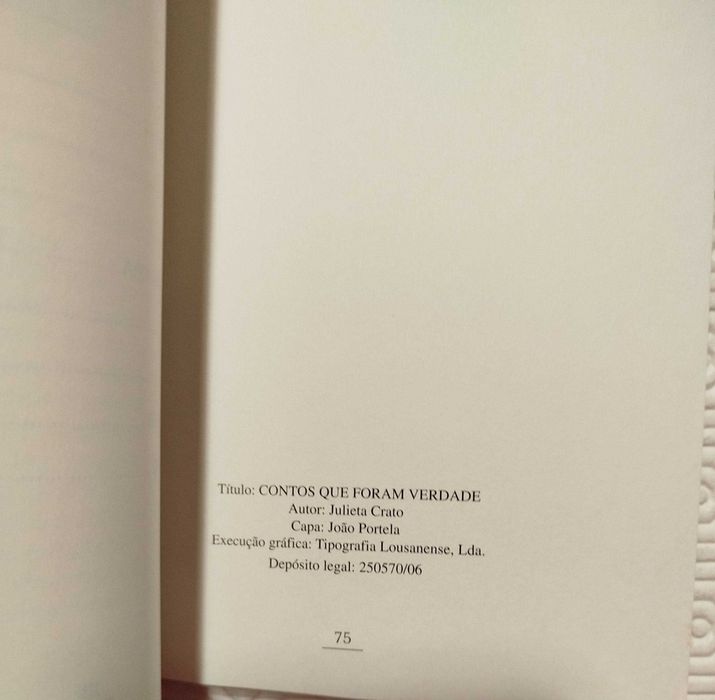 Título: CONTOS QUE FORAM VERDADE
Autor: Julieta Crato
Capa: João Portela
Execução gráfica: Tipografia Lousanense, Lda.
Depósito legal: 250570/06
75